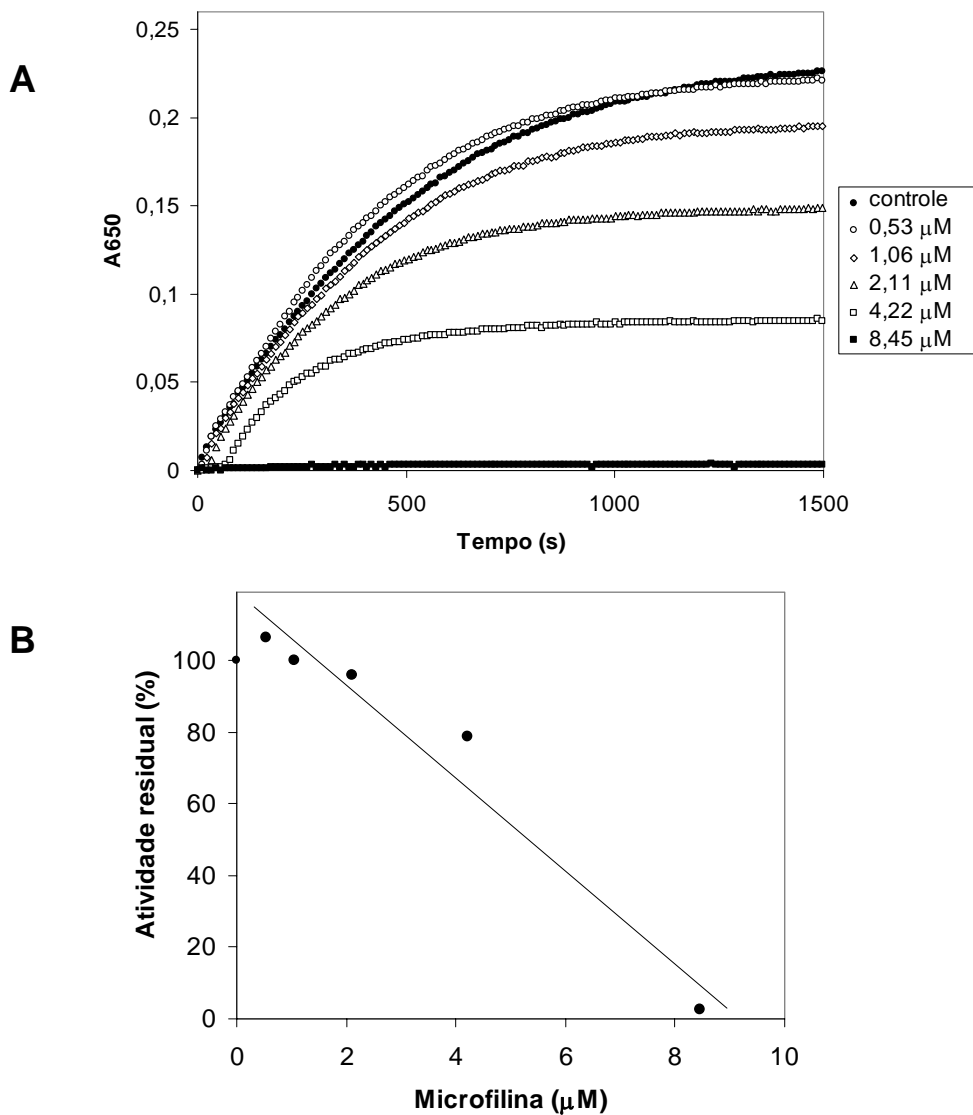 A
0,25
0,2
0,15
0,1
0,05
0
A650
0 500 1000 1500
Tempo (s)
controle
0,53 μM
1,06 μM
2,11 μM
4,22 μM
8,45 μM
B
100
80
60
40
20
0
Atividade residual (%)
0 2 4 6 8 10
Microfilina (μM)